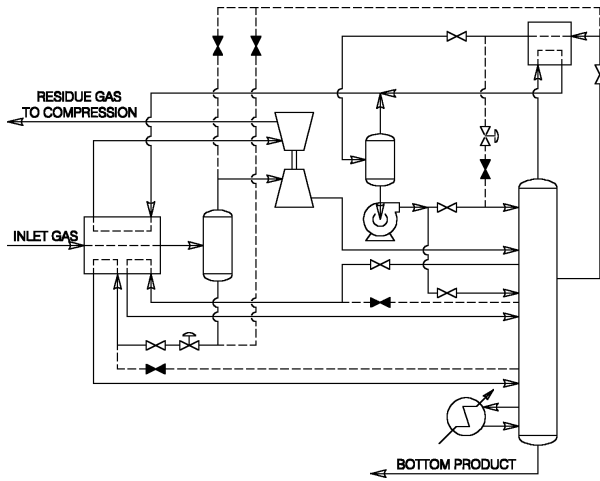 RESIDUE GAS
TO COMPRESSION
INLET GAS
BOTTOM PRODUCT